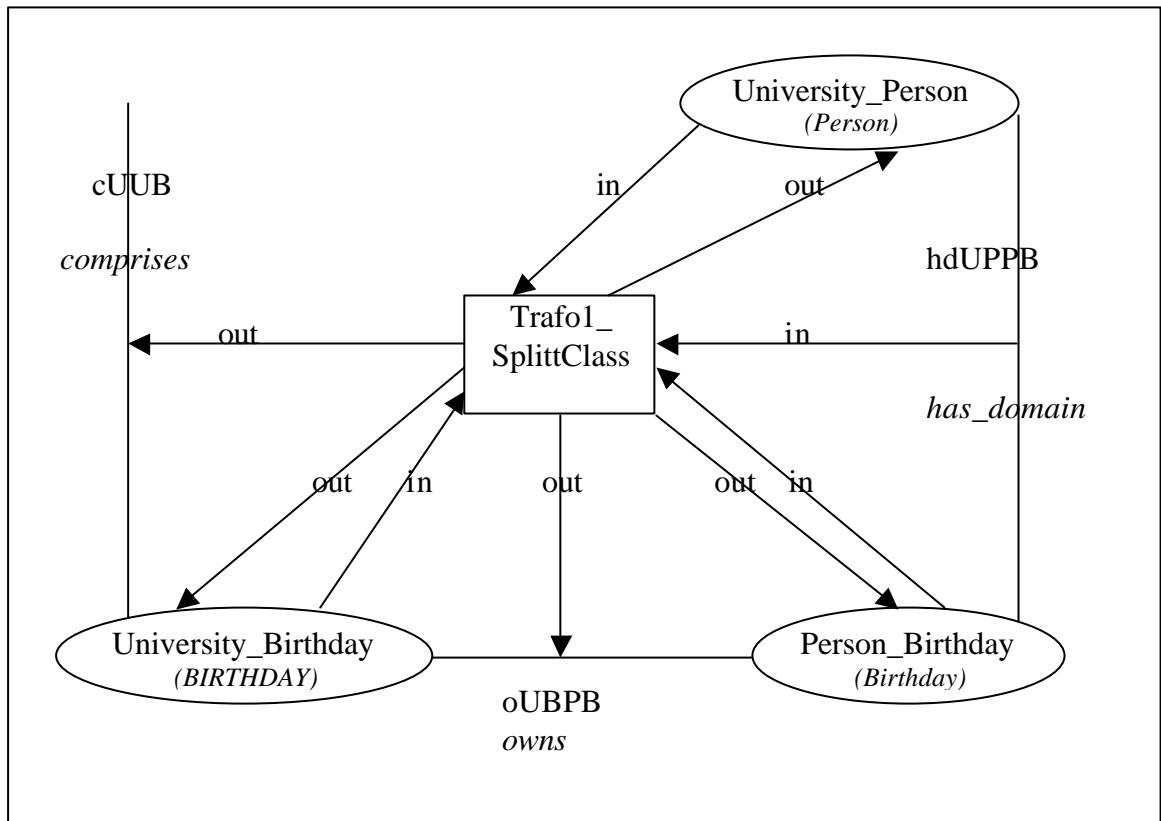 University_Person
(Person)
cUUB
in
out
comprises
hdUPPB
Trafo1_
SplittClass
out
in
has_domain
out
in
out
out
in
University_Birthday
(BIRTHDAY)
Person_Birthday
(Birthday)
oUBPB
owns